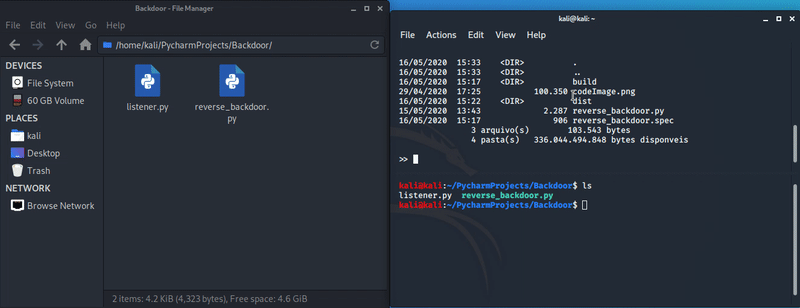 Backdoor - File Manager
File Edit View Go Help
/home/kali/PycharmProjects/Backdoor/
DEVICES
File System
60 GB Volume
PLACES
kali
Desktop
Trash
NETWORK
Browse Network
listener.py
reverse_backdoor.
py
2 items: 4.2 KiB (4,323 bytes), Free space: 4.6 GiB
kali@kali: ~
File Actions Edit View Help
16/05/2020 15:33 <DIR> .
16/05/2020 15:33 <DIR> ..
16/05/2020 15:17 <DIR> build
29/04/2020 17:25 100.350 codeImage.png
16/05/2020 15:22 <DIR> dist
15/05/2020 13:43 2.287 reverse_backdoor.py
16/05/2020 15:17 906 reverse_backdoor.spec
3 arquivo(s) 103.543 bytes
4 pasta(s) 336.044.494.848 bytes disponveis
>>
kali@kali:~/PycharmProjects/Backdoor$ ls
listener.py reverse_backdoor.py
kali@kali:~/PycharmProjects/Backdoor$